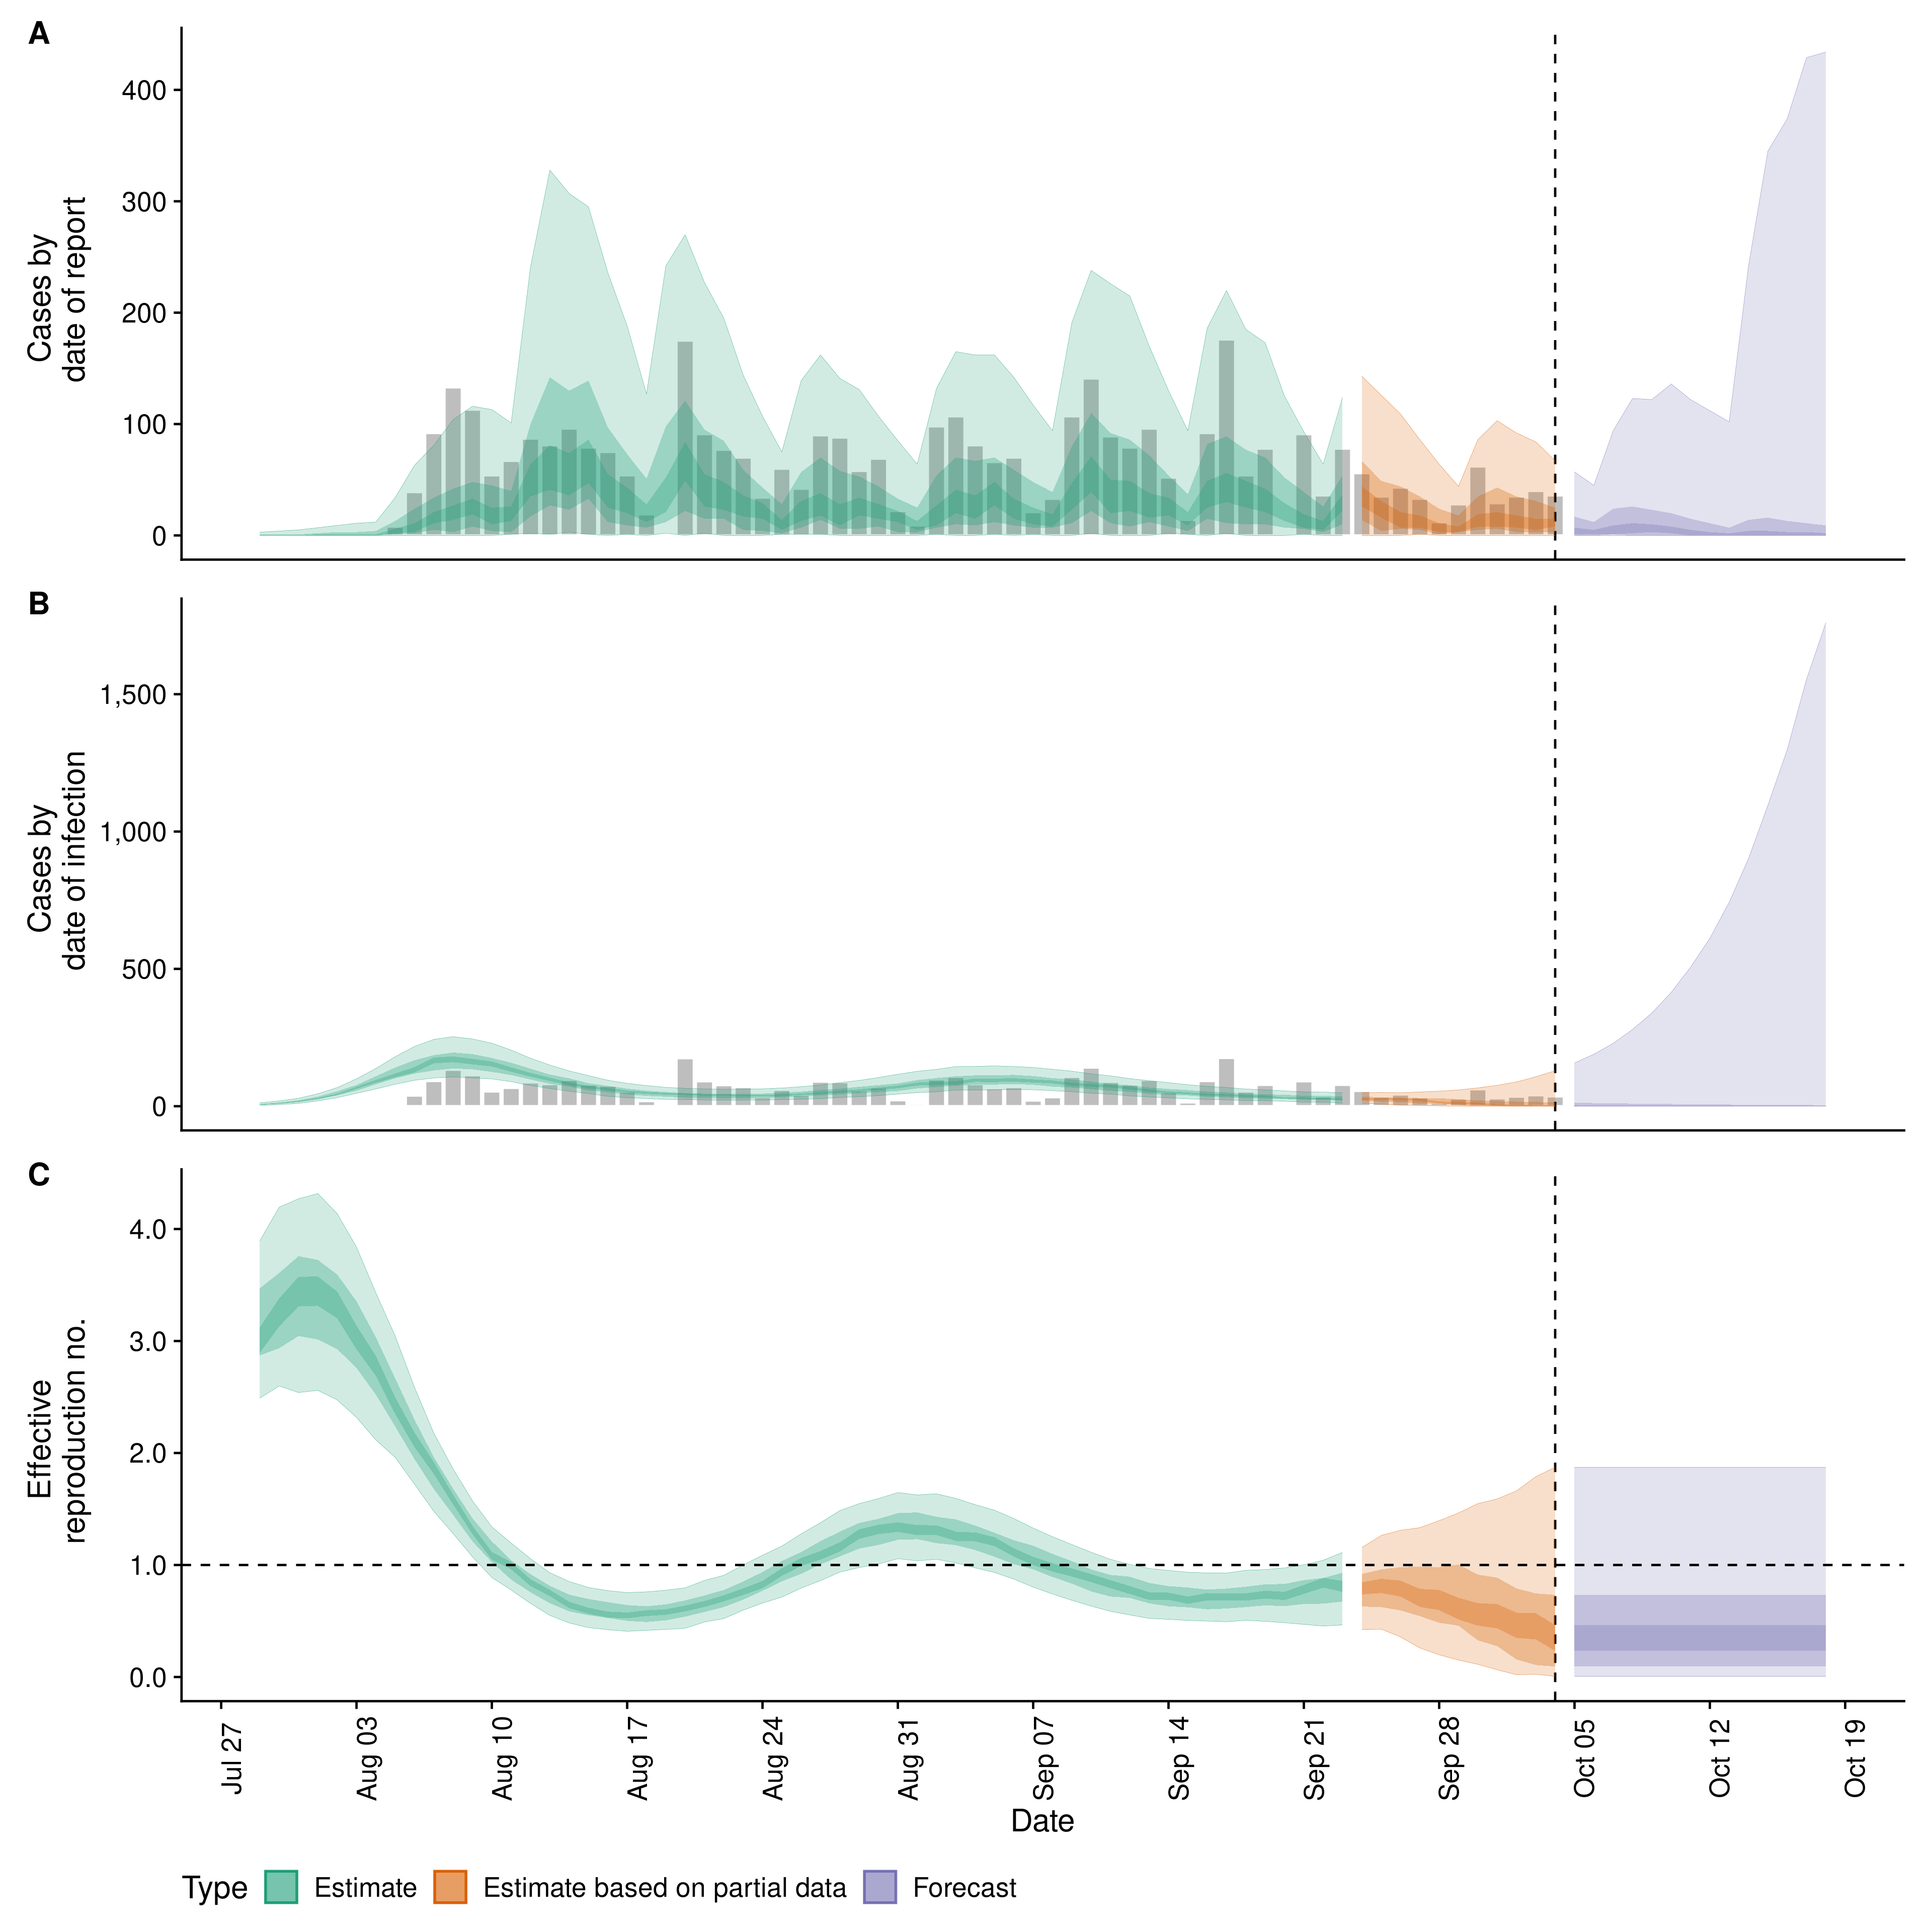 A
400
300
200
100
0
Cases by
date of report
B
1,500
1,000
500
0
Cases by
date of infection
C
4.0
3.0
2.0
1.0
0.0
Effective
reproduction no.
Jul 27
Aug 03
Aug 10
Aug 17
Aug 24
Aug 31
Sep 07
Sep 14
Sep 21
Sep 28
Oct 05
Oct 12
Oct 19
Date
Type Estimate Estimate based on partial data Forecast